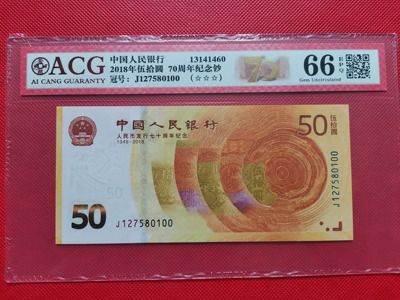 ACG
AI CANG GUARANTY
中国人民银行 13141460
2018年伍拾圆 70周年纪念钞
冠号: J127580100 (☆☆☆)
66 EPQ
Gem Uncirculated
中国人民银行
人民币发行七十周年纪念
1948-2018
50 伍拾圆
50
J127580100